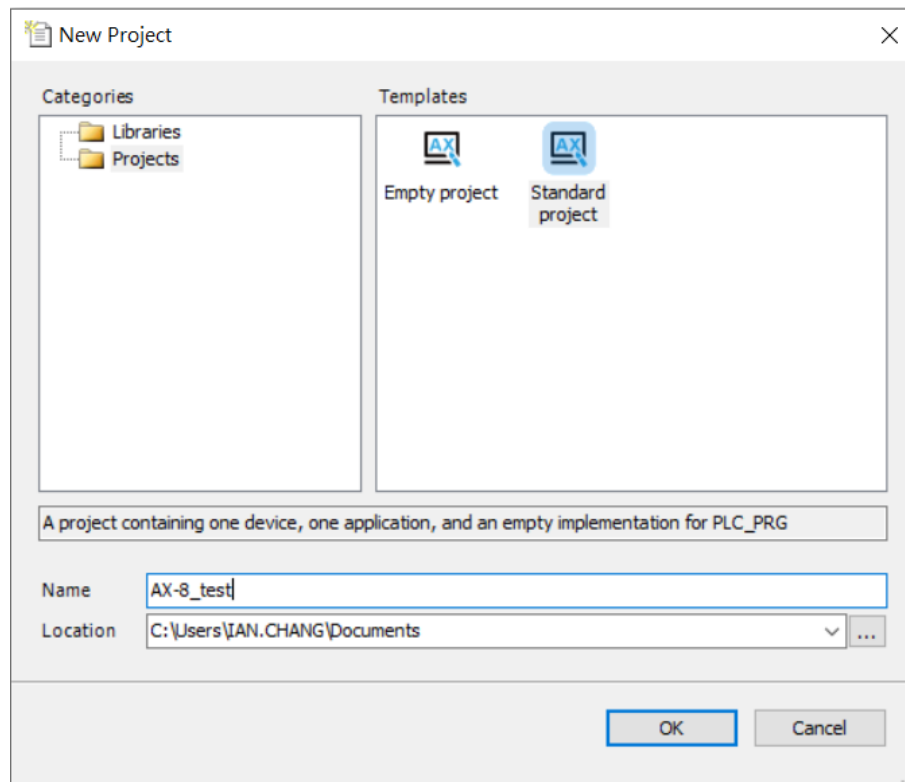 New Project
Categories
Templates
Libraries
Projects
AX
Empty project
AX
Standard
project
A project containing one device, one application, and an empty implementation for PLC_PRG
Name
AX-8_test
Location
C:\Users\IAN.CHANG\Documents
...
OK
Cancel